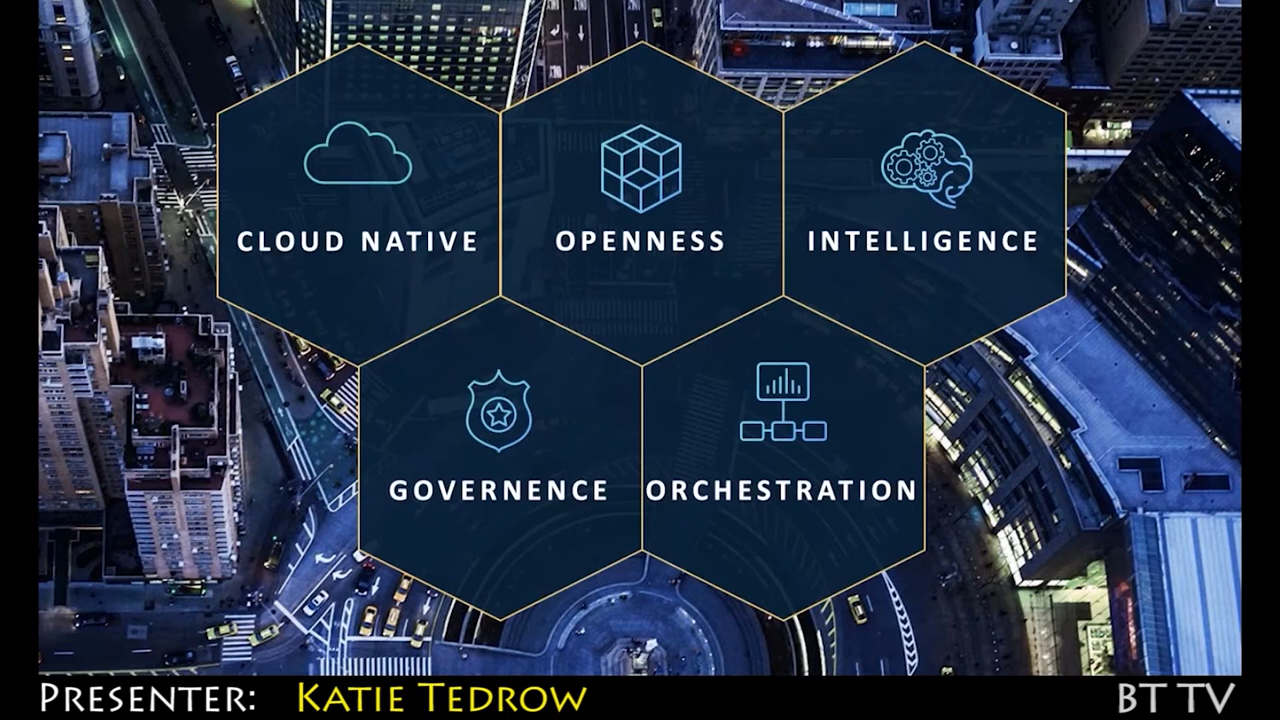 CLOUD NATIVE
OPENNESS
INTELLIGENCE
GOVERNENCE
ORCHESTRATION
PRESENTER: KATIE TEDROW
BT TV